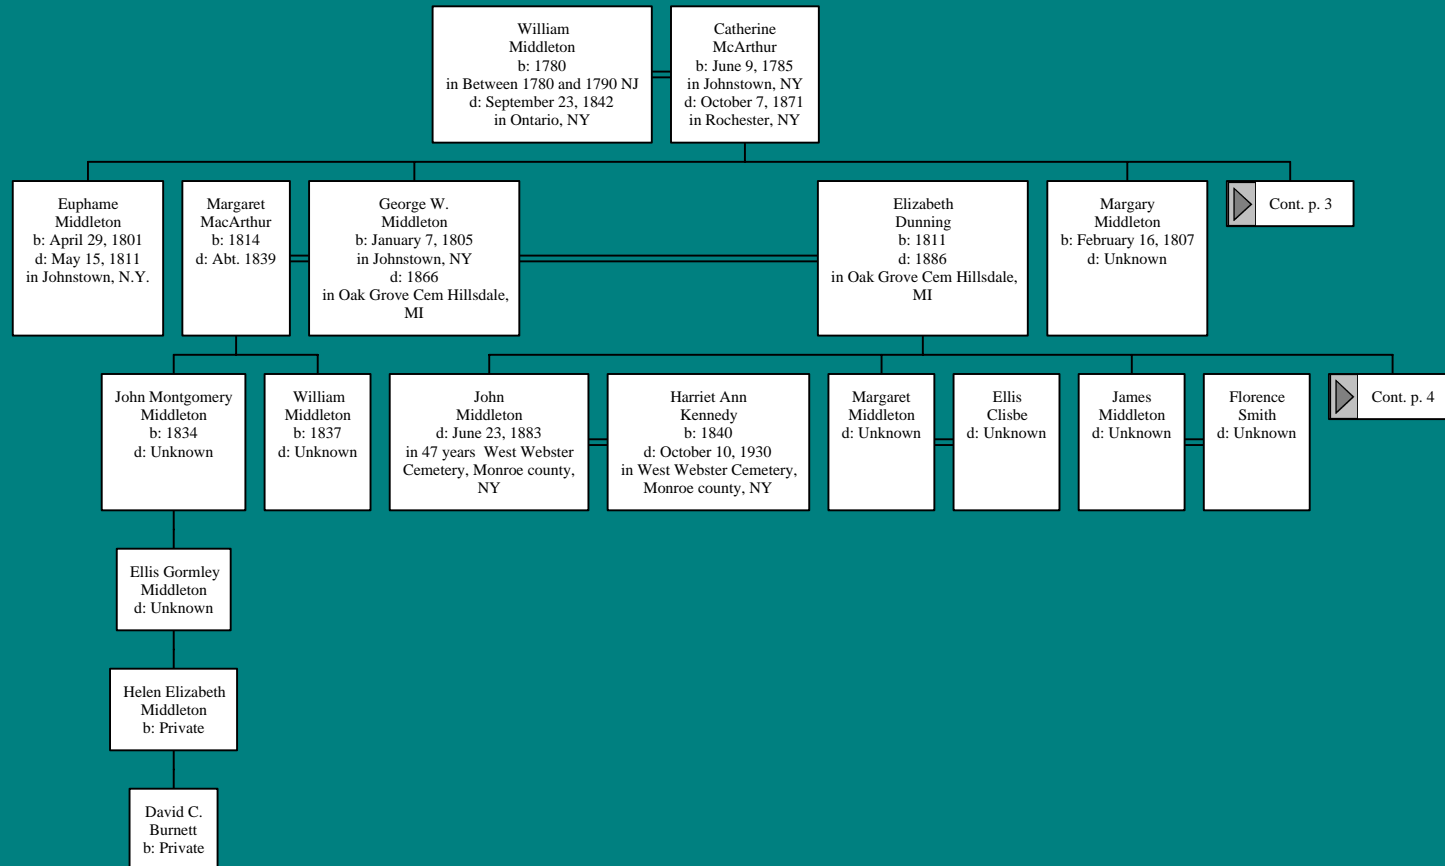 William
Middleton
b: 1780
in Between 1780 and 1790 NJ
d: September 23, 1842
in Ontario, NY
Catherine
McArthur
b: June 9, 1785
in Johnstown, NY
d: October 7, 1871
in Rochester, NY
Euphame
Middleton
b: April 29, 1801
d: May 15, 1811
in Johnstown, N.Y.
Margaret
MacArthur
b: 1814
d: Abt. 1839
George W.
Middleton
b: January 7, 1805
in Johnstown, NY
d: 1866
in Oak Grove Cem Hillsdale,
MI
Elizabeth
Dunning
b: 1811
d: 1886
in Oak Grove Cem Hillsdale,
MI
Margary
Middleton
b: February 16, 1807
d: Unknown
Cont. p. 3
John Montgomery
Middleton
b: 1834
d: Unknown
William
Middleton
b: 1837
d: Unknown
John
Middleton
d: June 23, 1883
in 47 years  West Webster
Cemetery, Monroe county,
NY
Harriet Ann
Kennedy
b: 1840
d: October 10, 1930
in West Webster Cemetery,
Monroe county, NY
Margaret
Middleton
d: Unknown
Ellis
Clisbe
d: Unknown
James
Middleton
d: Unknown
Florence
Smith
d: Unknown
Cont. p. 4
Ellis Gormley
Middleton
d: Unknown
Helen Elizabeth
Middleton
b: Private
David C.
Burnett
b: Private